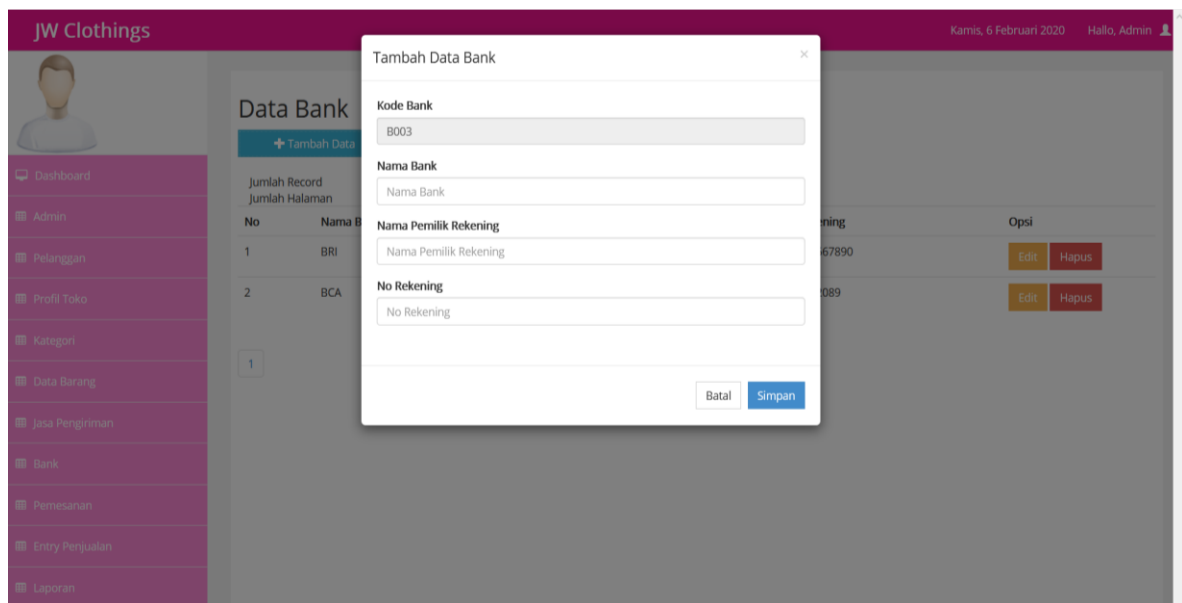 JW Clothings
Kamis, 6 Februari 2020 Hallo, Admin
Dashboard
Admin
Pelanggan
Profil Toko
Kategori
Data Barang
Jasa Pengiriman
Bank
Pemesanan
Entry Penjualan
Laporan
Data Bank
Tambah Data
Jumlah Record
Jumlah Halaman
No Nama Opsi
1 BRI Edit Hapus
2 BCA Edit Hapus
1
Tambah Data Bank ×
Kode Bank
B003
Nama Bank
Nama Bank
Nama Pemilik Rekening
Nama Pemilik Rekening
No Rekening
No Rekening
Batal Simpan